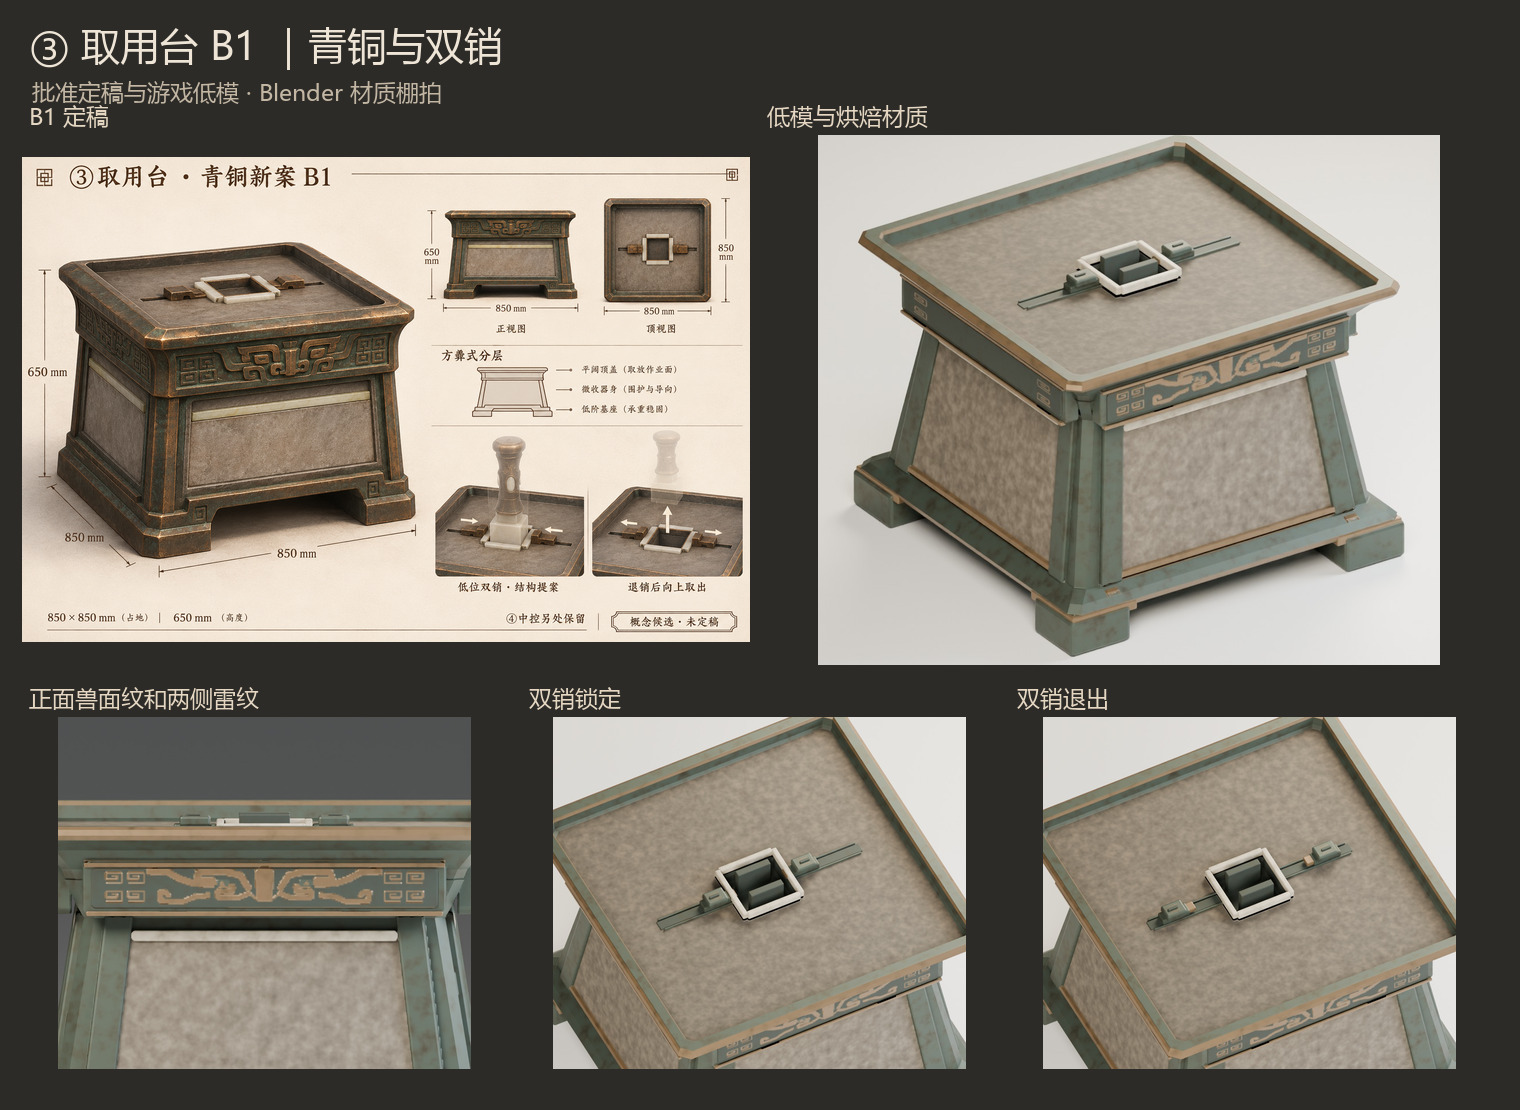 ③ 取用台 B1 ｜青铜与双销
批准定稿与游戏低模 · Blender 材质棚拍
B1 定稿
低模与烘焙材质
③取用台 · 青铜新案 B1
650 mm
850 mm
850 mm
650 mm
850 mm
正视图
850 mm
850 mm
顶视图
方彝式分层
平阔顶盖（取放作业面）
微收器身（围护与导向）
低阶基座（承重稳固）
低位双销 · 结构提案
退销后向上取出
850 × 850 mm（占地） ｜ 650 mm （高度）
④中控另处保留
概念候选 · 未定稿
正面兽面纹和两侧雷纹
双销锁定
双销退出